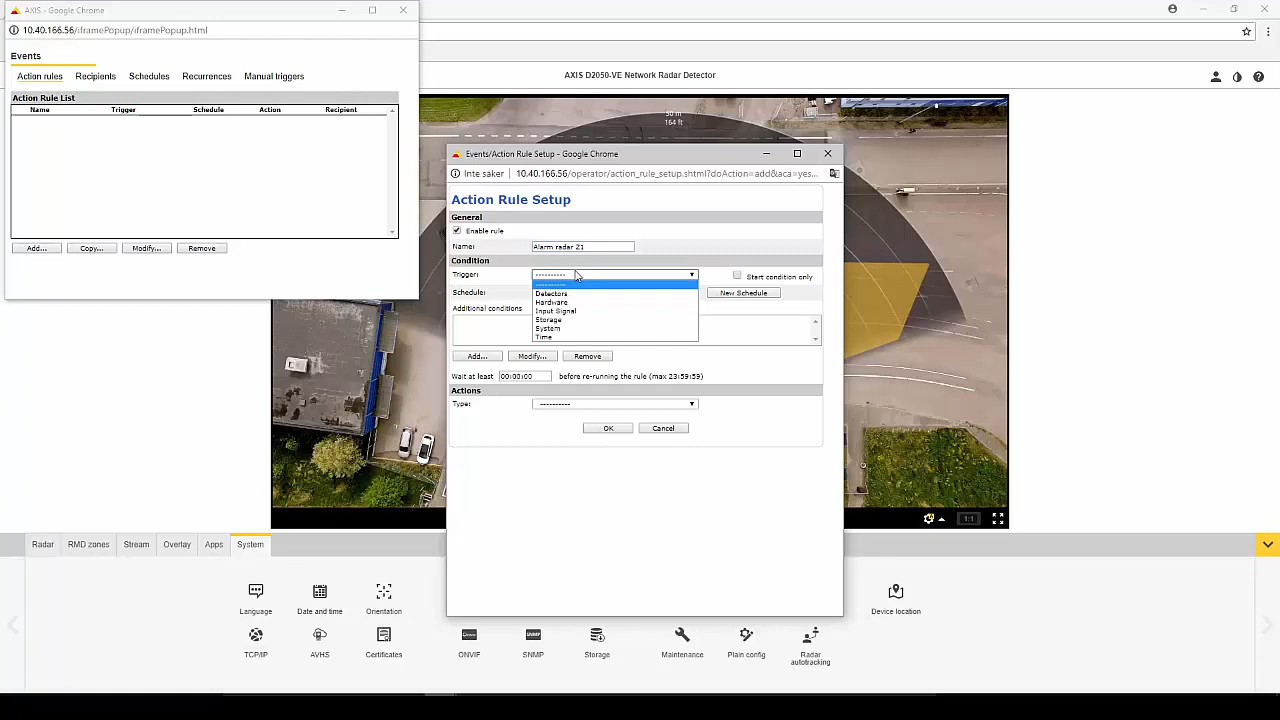 AXIS - Google Chrome
10.40.166.56/iframePopup/iframePopup.html
Events
Action rules Recipients Schedules Recurrences Manual triggers
Action Rule List
Name Trigger Schedule Action Recipient
Add... Copy... Modify... Remove
AXIS D2050-VE Network Radar Detector
50 m
164 ft
Events/Action Rule Setup - Google Chrome
Inte säker 10.40.166.56/operator/action_rule_setup.shtml?doAction=add&aca=yes...
Action Rule Setup
General
Enable rule
Name: Alarm radar Z1
Condition
Trigger: ---------- Start condition only
----------
Detectors
Hardware
Input Signal
Storage
System
Time
Schedule: New Schedule
Additional conditions
Add... Modify... Remove
Wait at least 00:00:00 before re-running the rule (max 23:59:59)
Actions
Type: ----------
OK Cancel
1:1
Radar RMD zones Stream Overlay Apps System
Language Date and time Orientation Device location
TCP/IP AVHS Certificates ONVIF SNMP Storage Maintenance Plain config Radar autotracking